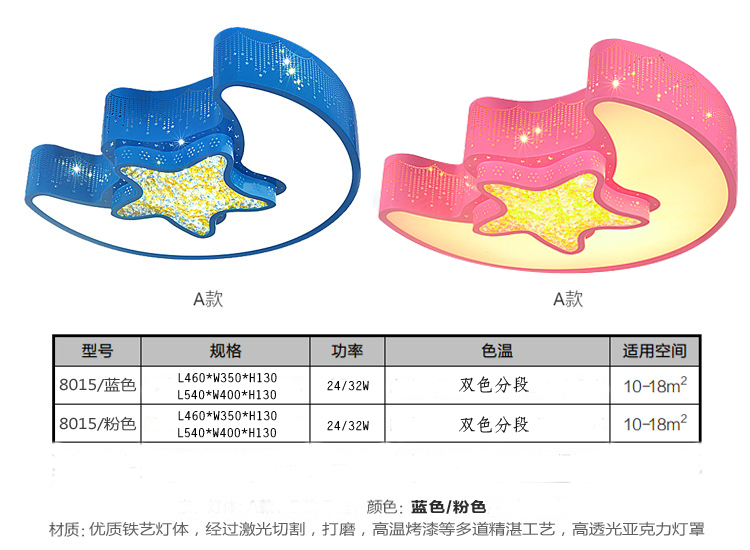 A款
A款
型号 规格 功率 色温 适用空间
8015/蓝色 L460*W350*H130 24/32W 双色分段 10-18m²
L540*W400*H130
8015/粉色 L460*W350*H130 24/32W 双色分段 10-18m²
L540*W400*H130
颜色: 蓝色/粉色
材质: 优质铁艺灯体，经过激光切割，打磨，高温烤漆等多道精湛工艺，高透光亚克力灯罩